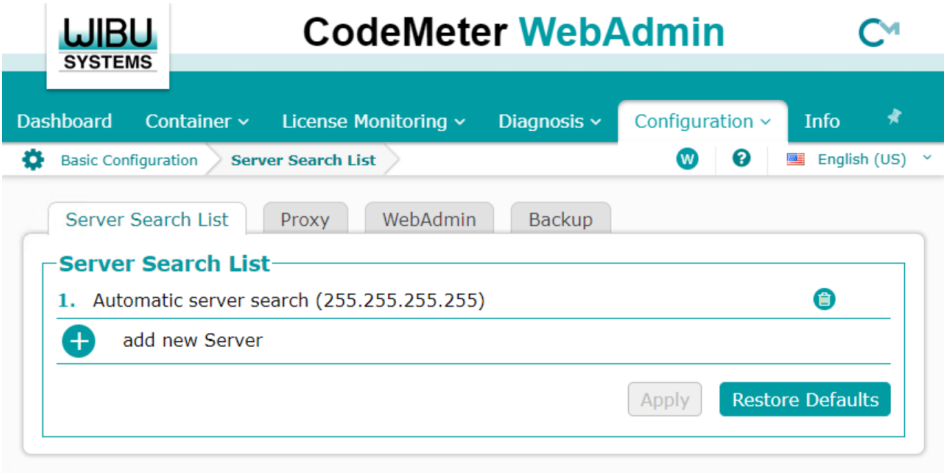 WIBU
SYSTEMS
CodeMeter WebAdmin
CM
Dashboard Container License Monitoring Diagnosis Configuration Info
Basic Configuration Server Search List W ? English (US)
Server Search List Proxy WebAdmin Backup
Server Search List
1. Automatic server search (255.255.255.255)
add new Server
Apply Restore Defaults